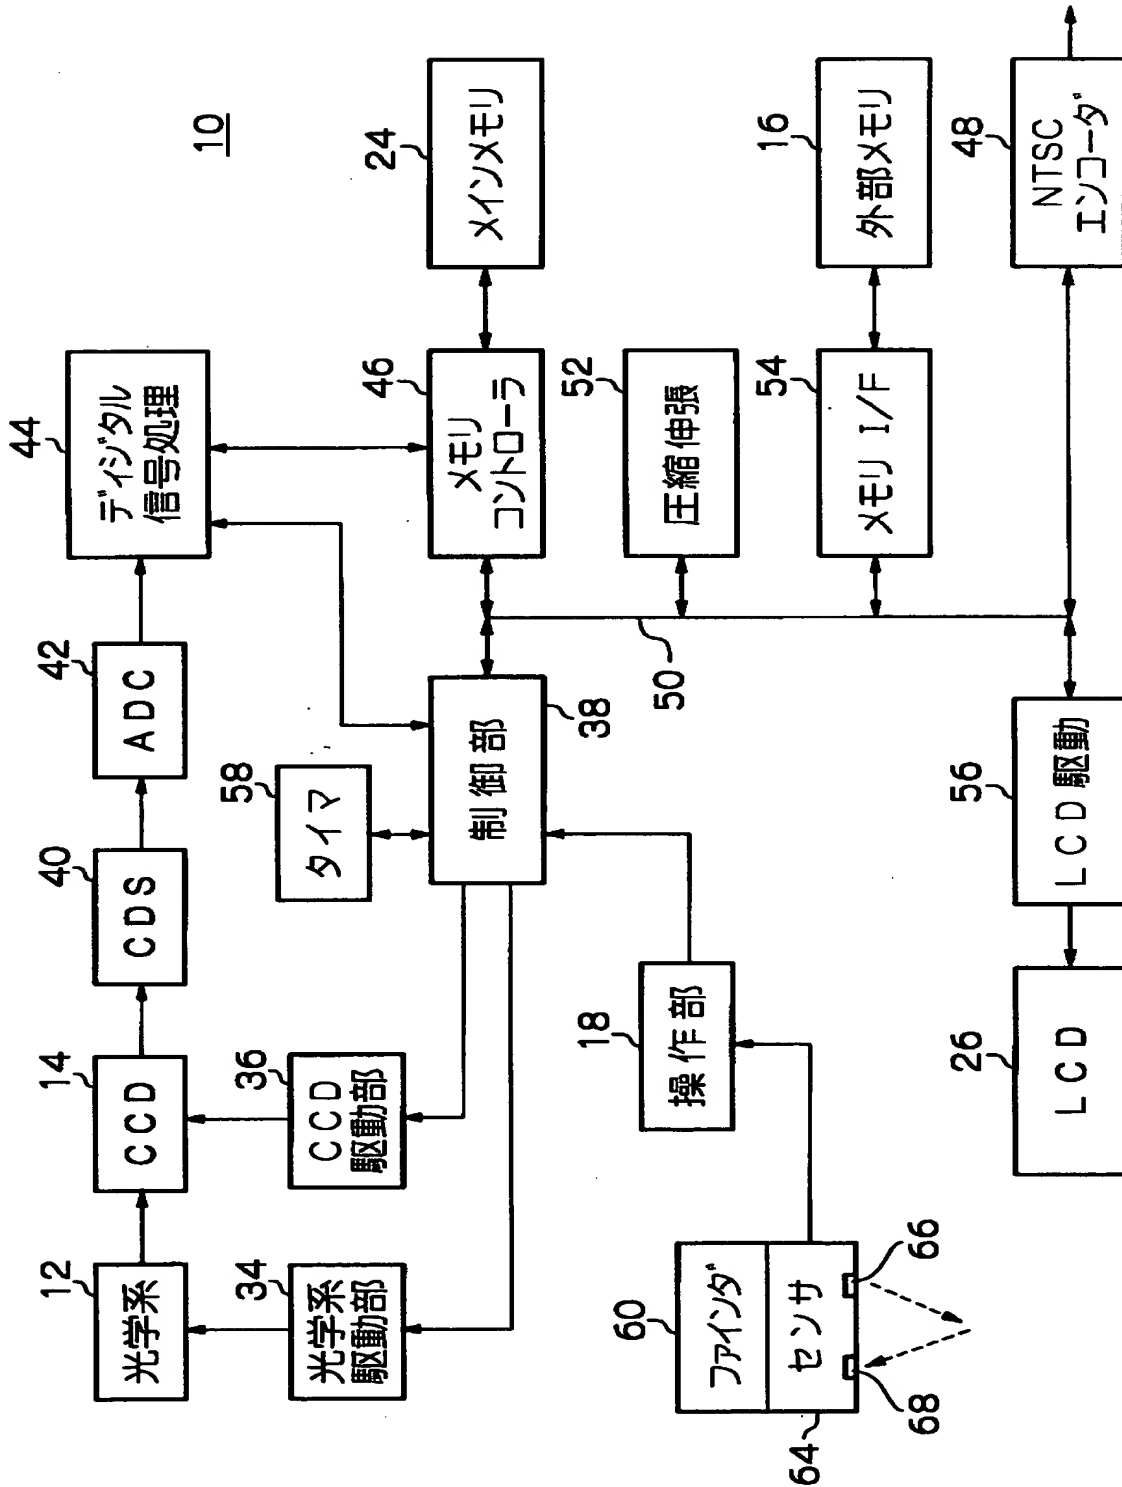 10
12
光学系
14
CCD
40
CDS
42
ADC
44
ディジタル
信号処理
34
光学系
駆動部
36
CCD
駆動部
58
タイマ
制御部
38
46
メモリ
コントローラ
24
メインメモリ
18
操作部
50
52
圧縮伸張
54
メモリ I/F
16
外部メモリ
60
ファインダ
センサ
64
66
68
26
LCD
56
LCD駆動
48
NTSC
エンコーダ